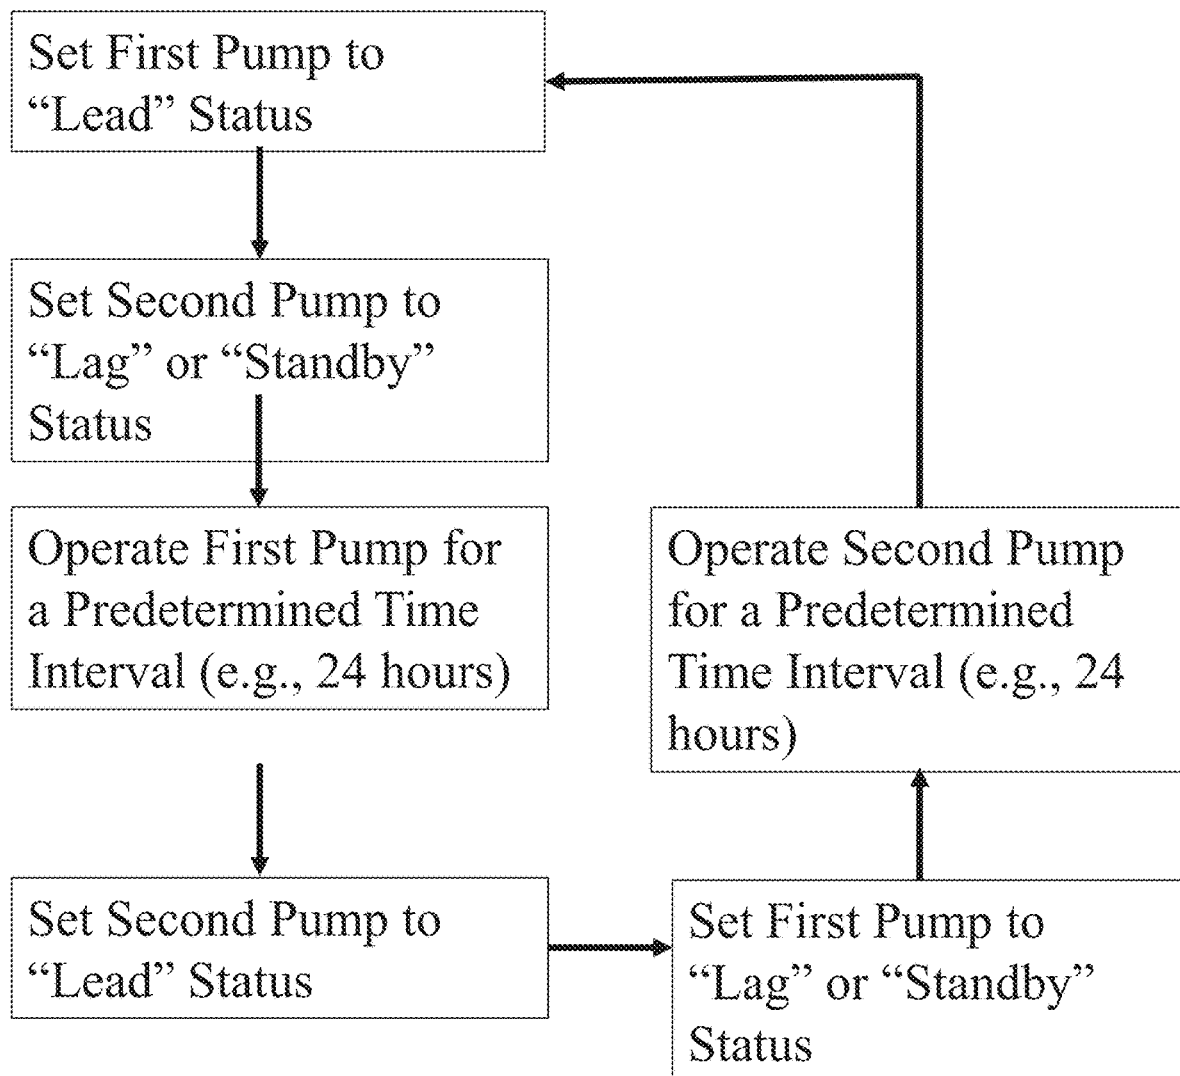 Set First Pump to
“Lead” Status
Set Second Pump to
“Lag” or “Standby”
Status
Operate First Pump for
a Predetermined Time
Interval (e.g., 24 hours)
Set Second Pump to
“Lead” Status
Set First Pump to
“Lag” or “Standby”
Status
Operate Second Pump
for a Predetermined
Time Interval (e.g., 24
hours)